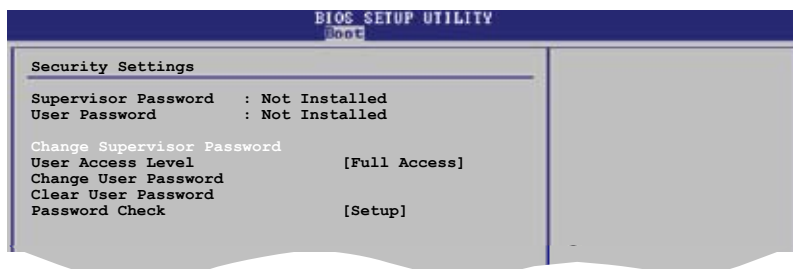 BIOS SETUP UTILITY
Boot
Security Settings
Supervisor Password : Not Installed
User Password : Not Installed
Change Supervisor Password
User Access Level [Full Access]
Change User Password
Clear User Password
Password Check [Setup]